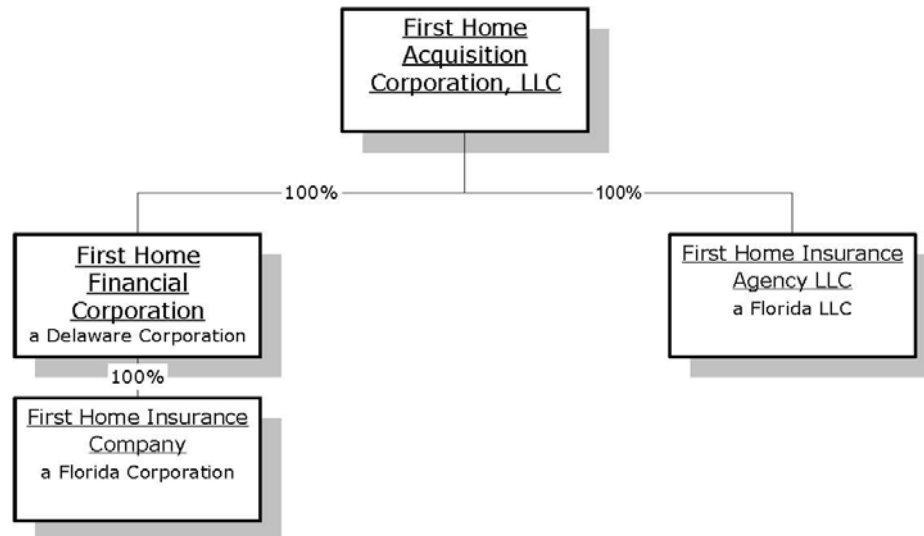 First Home
Acquisition
Corporation, LLC
100%
100%
First Home
Financial
Corporation
a Delaware Corporation
First Home Insurance
Agency LLC
a Florida LLC
100%
First Home Insurance
Company
a Florida Corporation